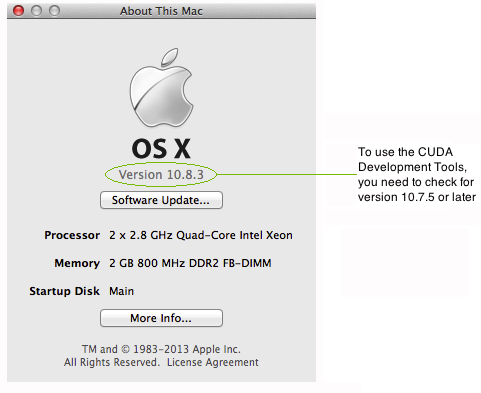 About This Mac
OS X
Version 10.8.3
Software Update...
Processor 2 x 2.8 GHz Quad-Core Intel Xeon
Memory 2 GB 800 MHz DDR2 FB-DIMM
Startup Disk Main
More Info...
TM and © 1983-2013 Apple Inc.
All Rights Reserved. License Agreement
To use the CUDA
Development Tools,
you need to check for
version 10.7.5 or later